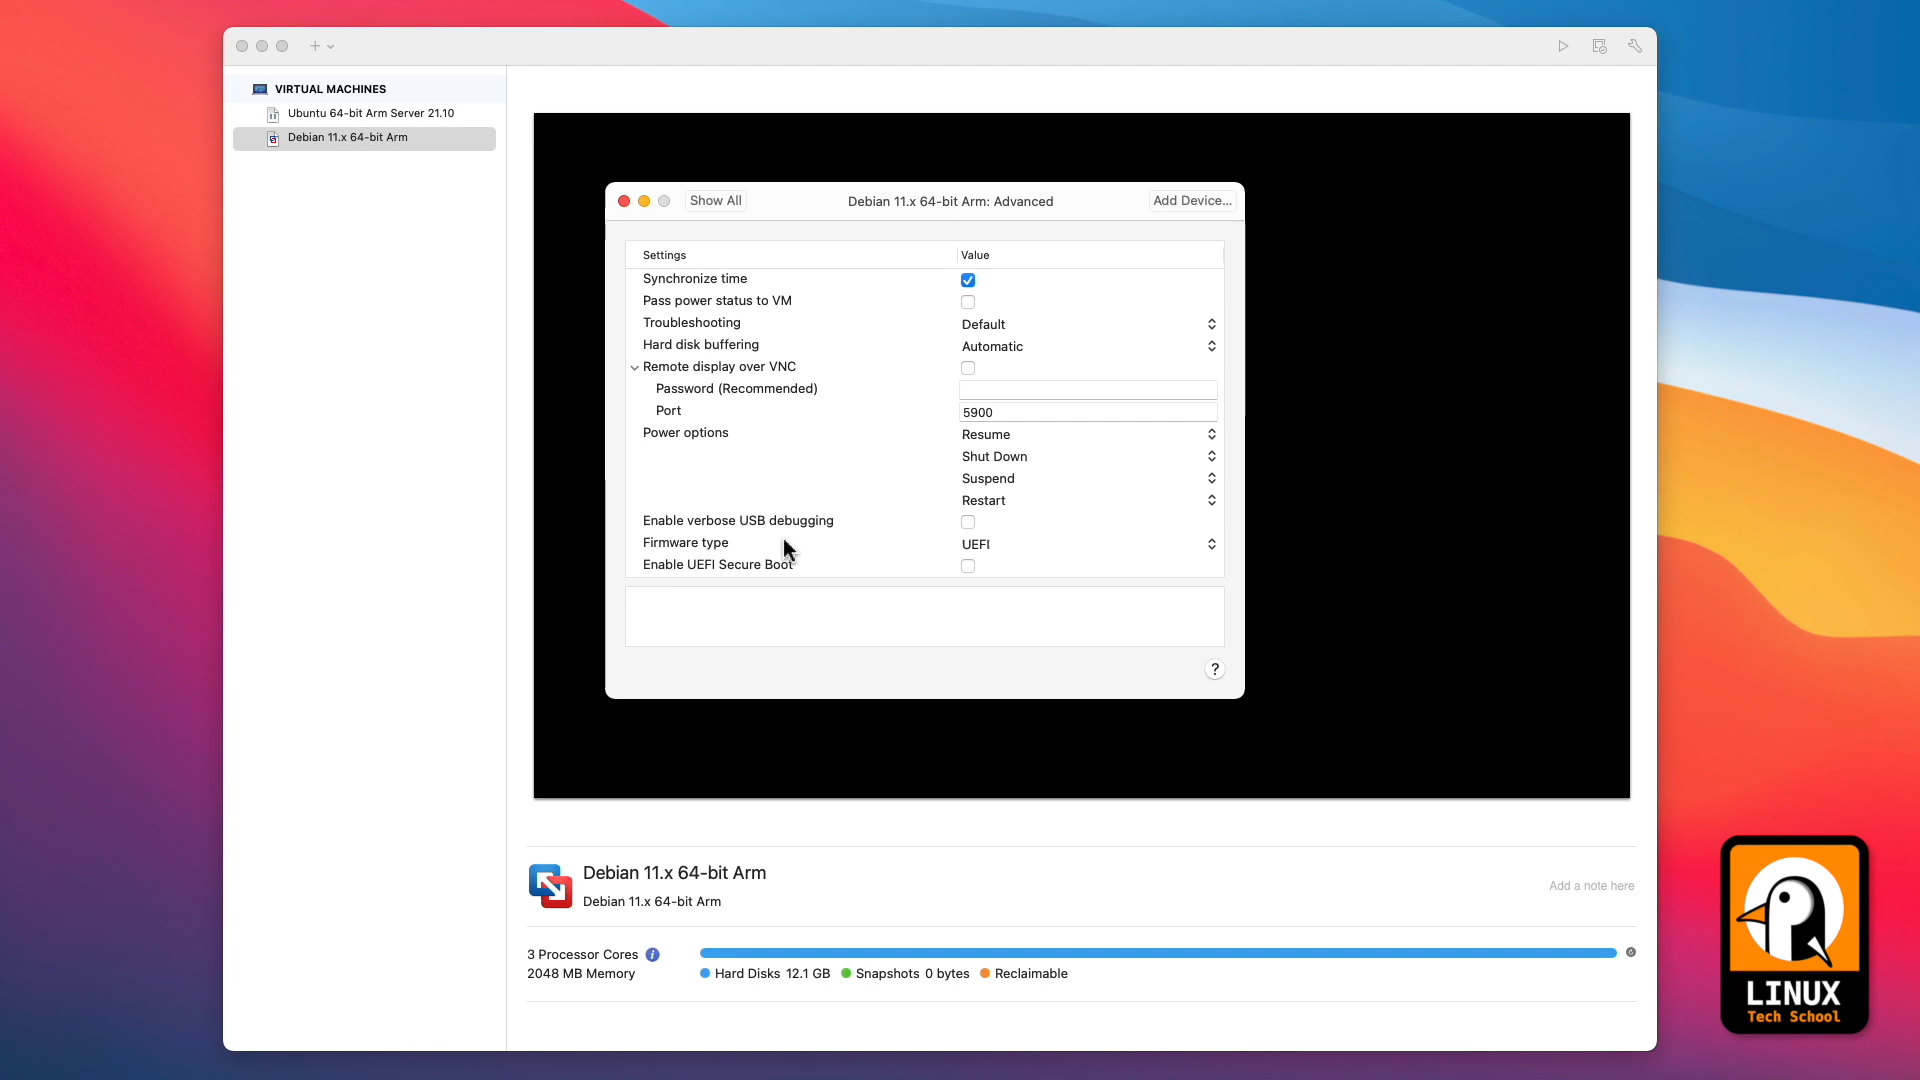 VIRTUAL MACHINES
Ubuntu 64-bit Arm Server 21.10
Debian 11.x 64-bit Arm
Show All
Debian 11.x 64-bit Arm: Advanced
Add Device...
Settings
Value
Synchronize time
Pass power status to VM
Troubleshooting
Default
Hard disk buffering
Automatic
Remote display over VNC
Password (Recommended)
Port
5900
Power options
Resume
Shut Down
Suspend
Restart
Enable verbose USB debugging
Firmware type
UEFI
Enable UEFI Secure Boot
?
Debian 11.x 64-bit Arm
Debian 11.x 64-bit Arm
Add a note here
3 Processor Cores
2048 MB Memory
Hard Disks 12.1 GB
Snapshots 0 bytes
Reclaimable
LINUX
Tech School